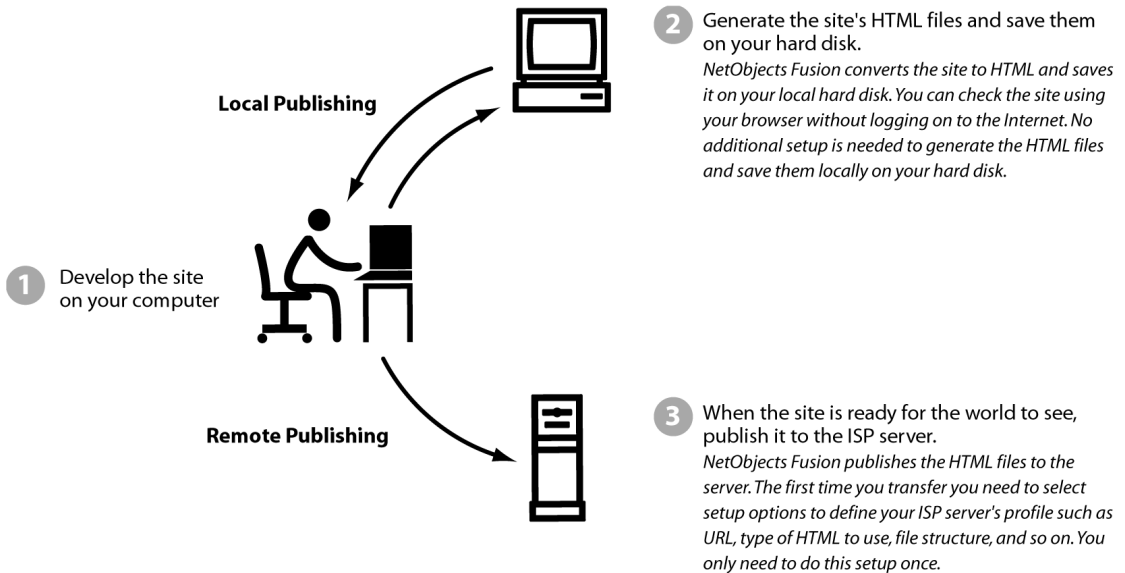 Local Publishing
1
Develop the site
on your computer
Remote Publishing
2
Generate the site's HTML files and save them
on your hard disk.
NetObjects Fusion converts the site to HTML and saves
it on your local hard disk. You can check the site using
your browser without logging on to the Internet. No
additional setup is needed to generate the HTML files
and save them locally on your hard disk.
3
When the site is ready for the world to see,
publish it to the ISP server.
NetObjects Fusion publishes the HTML files to the
server. The first time you transfer you need to select
setup options to define your ISP server's profile such as
URL, type of HTML to use, file structure, and so on. You
only need to do this setup once.